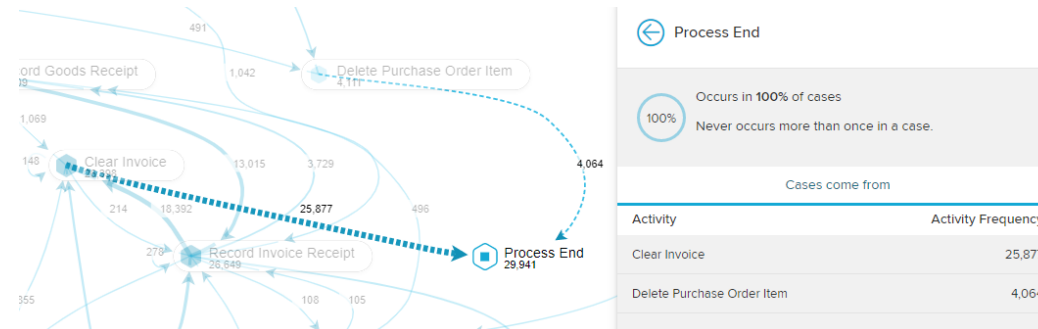 491
ord Goods Receipt
1,042
Delete Purchase Order Item
4,111
1,069
148
Clear Invoice
13,015
3,729
4,064
214
18,392
25,877
496
278
Record Invoice Receipt
26,649
Process End
29,941
355
108
105
Process End
100%
Occurs in 100% of cases
Never occurs more than once in a case.
Cases come from
Activity
Activity Frequency
Clear Invoice
25,877
Delete Purchase Order Item
4,064